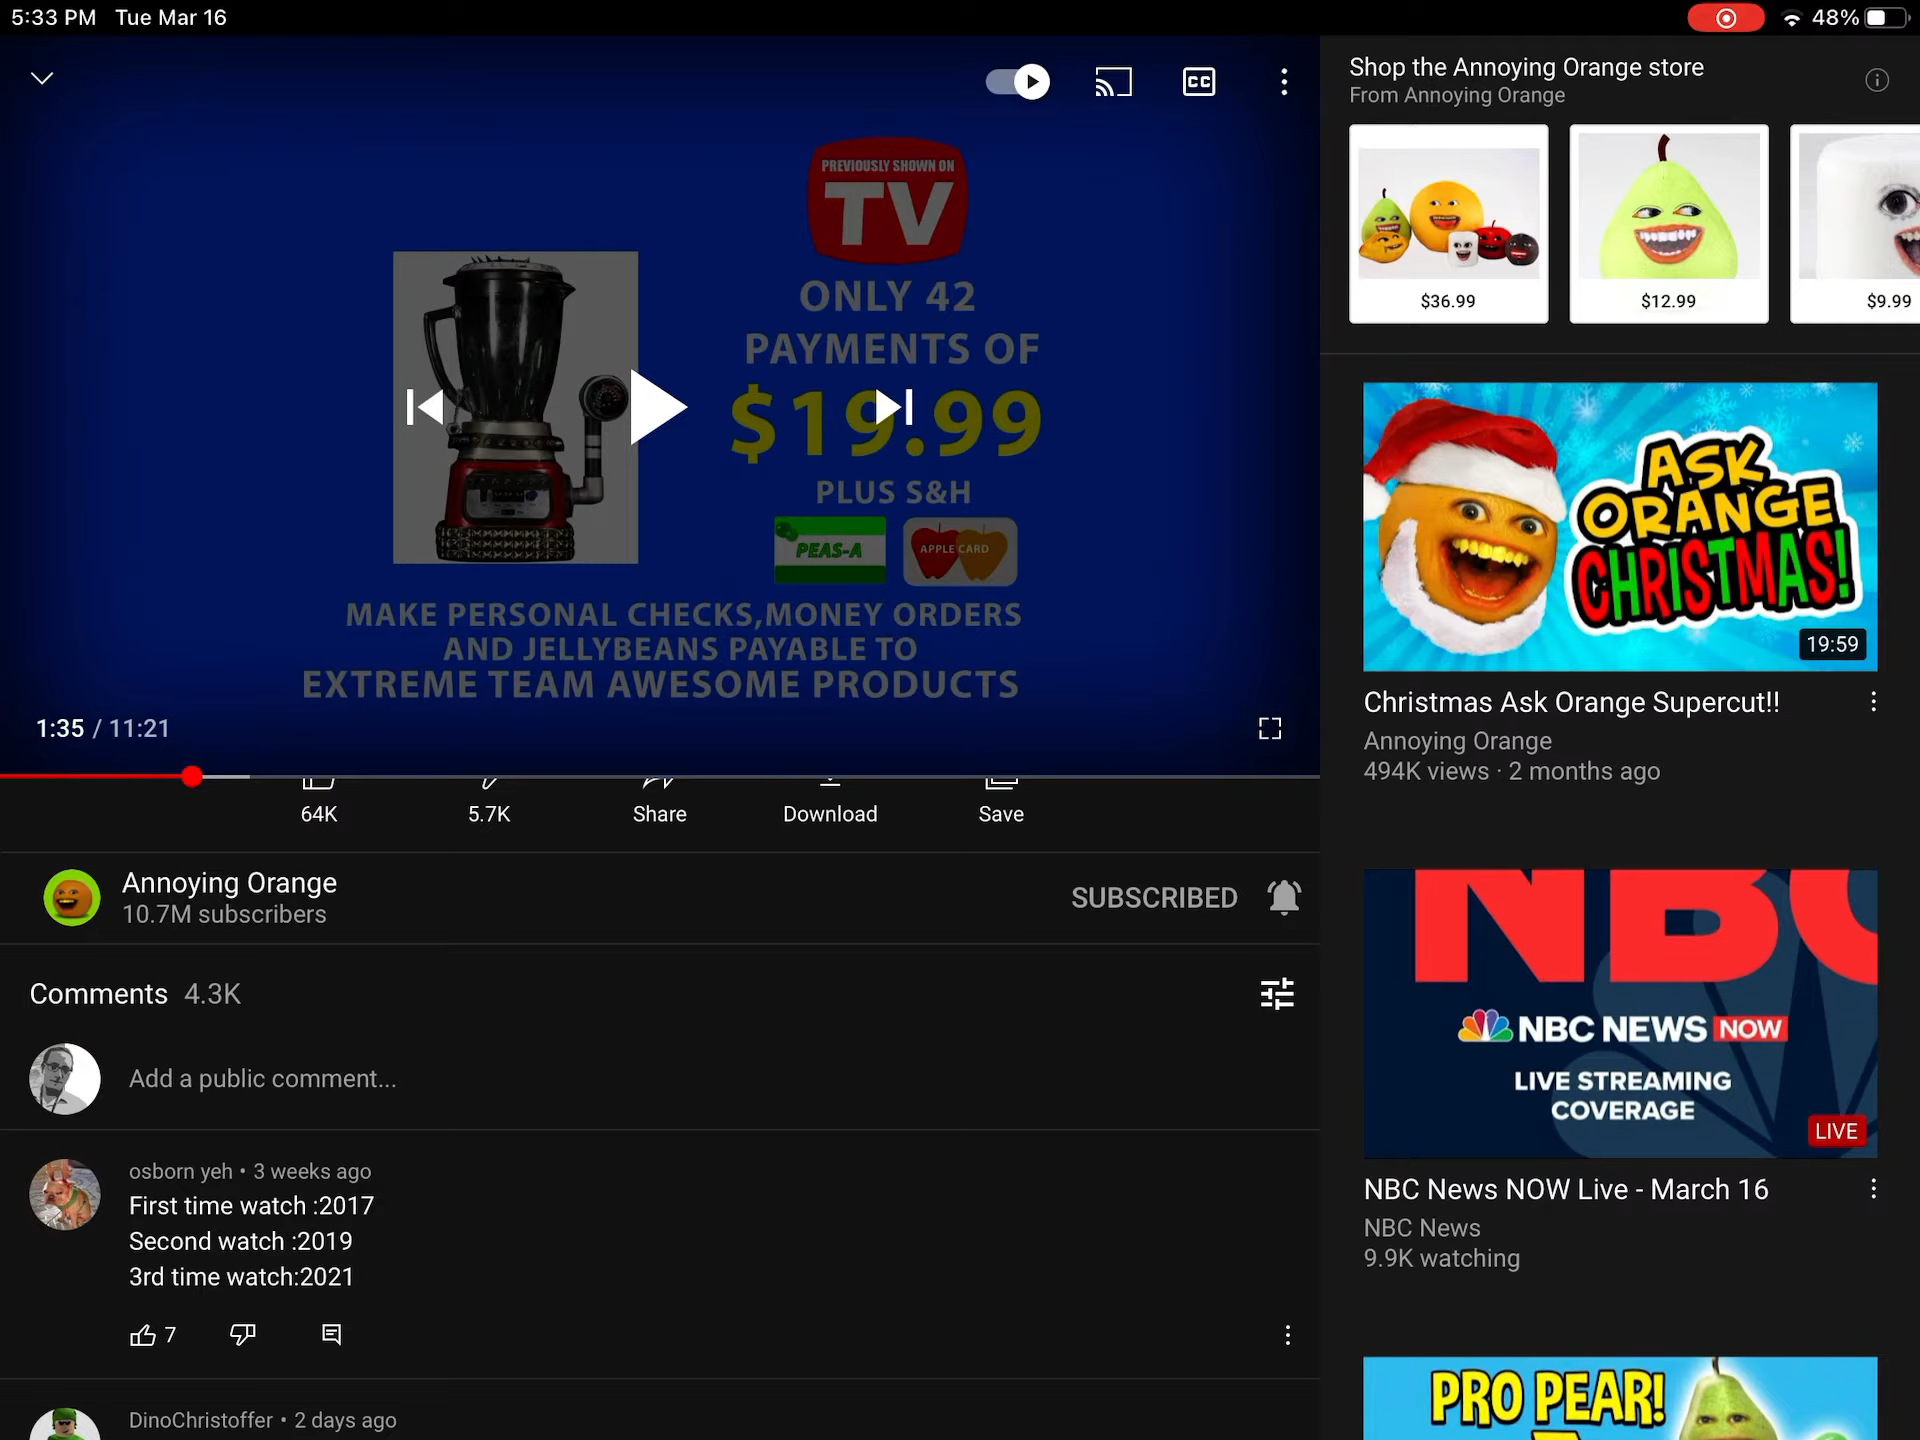 5:33 PM Tue Mar 16
48%
PREVIOUSLY SHOWN ON
TV
ONLY 42
PAYMENTS OF
$19.99
PLUS S&H
PEAS-A
APPLE CARD
MAKE PERSONAL CHECKS,MONEY ORDERS
AND JELLYBEANS PAYABLE TO
EXTREME TEAM AWESOME PRODUCTS
CC
1:35 / 11:21
64K
5.7K
Share
Download
Save
Annoying Orange
10.7M subscribers
SUBSCRIBED
Comments 4.3K
Add a public comment...
osborn yeh • 3 weeks ago
First time watch :2017
Second watch :2019
3rd time watch:2021
7
DinoChristoffer • 2 days ago
Shop the Annoying Orange store
From Annoying Orange
$36.99
$12.99
$9.99
ASK
ORANGE
CHRISTMAS!
19:59
Christmas Ask Orange Supercut!!
Annoying Orange
494K views · 2 months ago
NBC
NBC NEWS NOW
LIVE STREAMING
COVERAGE
LIVE
NBC News NOW Live - March 16
NBC News
9.9K watching
PRO PEAR!